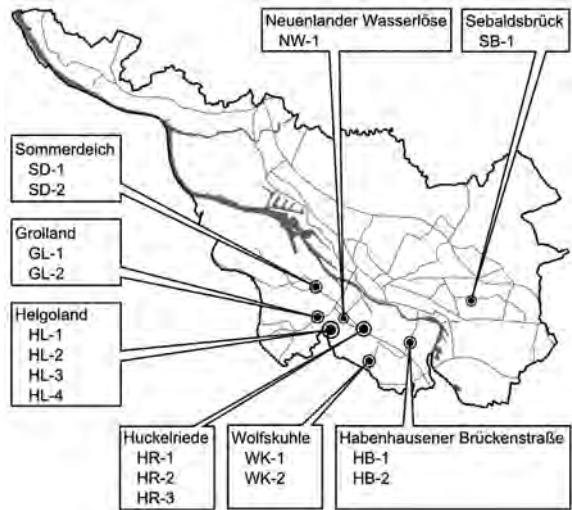 Neuenlander Wasserlöse
NW-1
Sebaldsbrück
SB-1
Sommerdeich
SD-1
SD-2
Grolland
GL-1
GL-2
Helgoland
HL-1
HL-2
HL-3
HL-4
Huckelriede
HR-1
HR-2
HR-3
Wolfskuhle
WK-1
WK-2
Habenhausener Brückenstraße
HB-1
HB-2